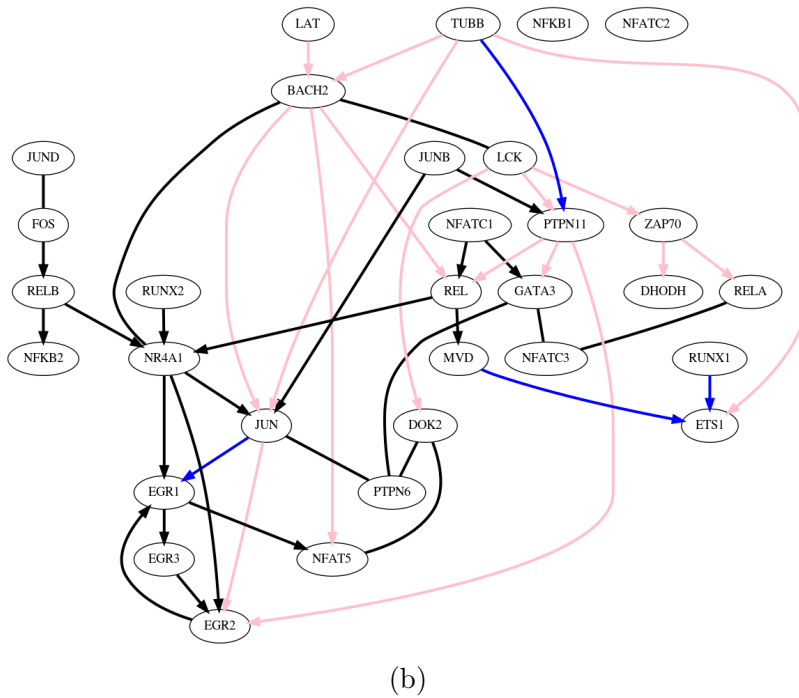 LAT TUBB NFKB1 NFATC2
BACH2
JUND JUNB LCK
FOS NFATC1 PTPN11 ZAP70
RELB RUNX2 REL GATA3 DHODH RELA
NFKB2 NR4A1 MVD NFATC3 RUNX1
JUN DOK2 ETS1
EGR1 PTPN6
EGR3 NFAT5
EGR2
(b)